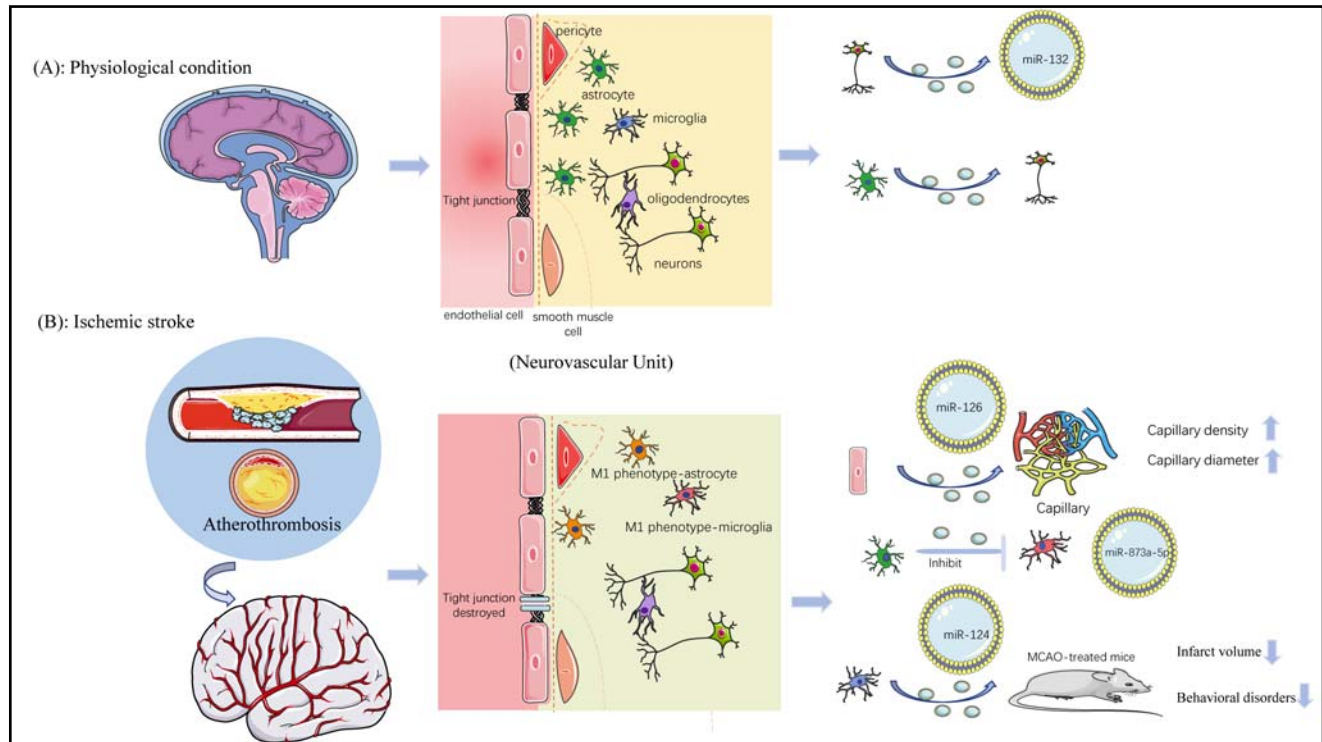 (A): Physiological condition
pericyte
astrocyte
microglia
Tight junction
oligodendrocytes
neurons
endothelial cell
smooth muscle
cell
(Neurovascular Unit)
miR-132
(B): Ischemic stroke
Atherothrombosis
M1 phenotype-astrocyte
M1 phenotype-microglia
Tight junction
destroyed
miR-126
Capillary
Capillary density
Capillary diameter
Inhibit
miR-873a-5p
miR-124
MCAO-treated mice
Infarct volume
Behavioral disorders